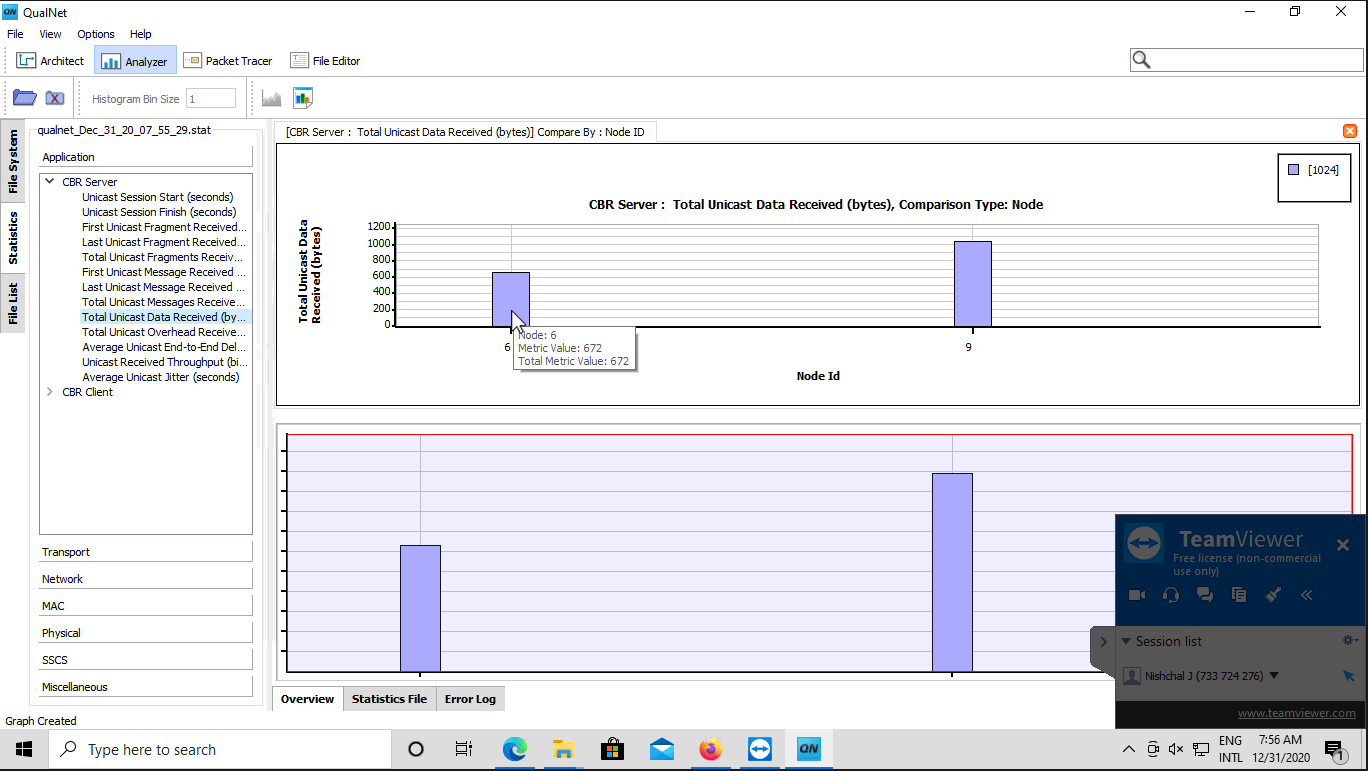 QN QualNet
File View Options Help
Architect Analyzer Packet Tracer File Editor
Histogram Bin Size 1
File System
Statistics
File List
qualnet_Dec_31_20_07_55_29.stat
Application
CBR Server
Unicast Session Start (seconds)
Unicast Session Finish (seconds)
First Unicast Fragment Received...
Last Unicast Fragment Received...
Total Unicast Fragments Receiv...
First Unicast Message Received ...
Last Unicast Message Received ...
Total Unicast Messages Receive...
Total Unicast Data Received (by...
Total Unicast Overhead Receive...
Average Unicast End-to-End Del...
Unicast Received Throughput (bi...
Average Unicast Jitter (seconds)
CBR Client
Transport
Network
MAC
Physical
SSCS
Miscellaneous
Graph Created
[CBR Server : Total Unicast Data Received (bytes)] Compare By : Node ID
[1024]
CBR Server : Total Unicast Data Received (bytes), Comparison Type: Node
Total Unicast Data
Received (bytes)
1200
1000
800
600
400
200
0
6 9
Node: 6
Metric Value: 672
Total Metric Value: 672
Node Id
Overview Statistics File Error Log
TeamViewer
Free license (non-commercial
use only)
Session list
Nishchal J (733 724 276)
www.teamviewer.com
Type here to search
QN
ENG
INTL
7:56 AM
12/31/2020
1